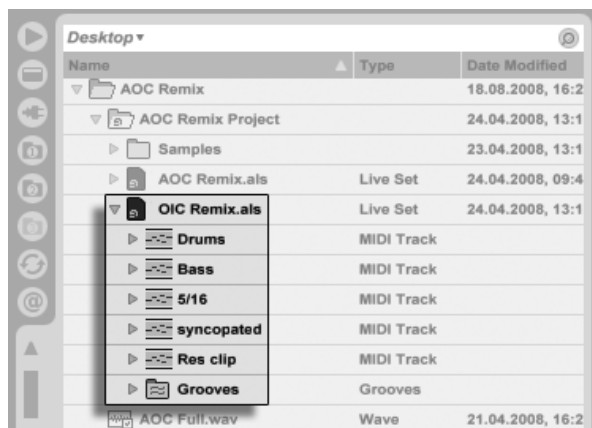 Desktop
Name Type Date Modified
AOC Remix 18.08.2008, 16:2
AOC Remix Project 24.04.2008, 13:1
Samples 23.04.2008, 13:1
AOC Remix.als Live Set 24.04.2008, 09:4
OIC Remix.als Live Set 24.04.2008, 13:1
Drums MIDI Track
Bass MIDI Track
5/16 MIDI Track
syncopated MIDI Track
Res clip MIDI Track
Grooves Grooves
AOC Full.wav Wave 21.04.2008, 16:2
1
2
3
@